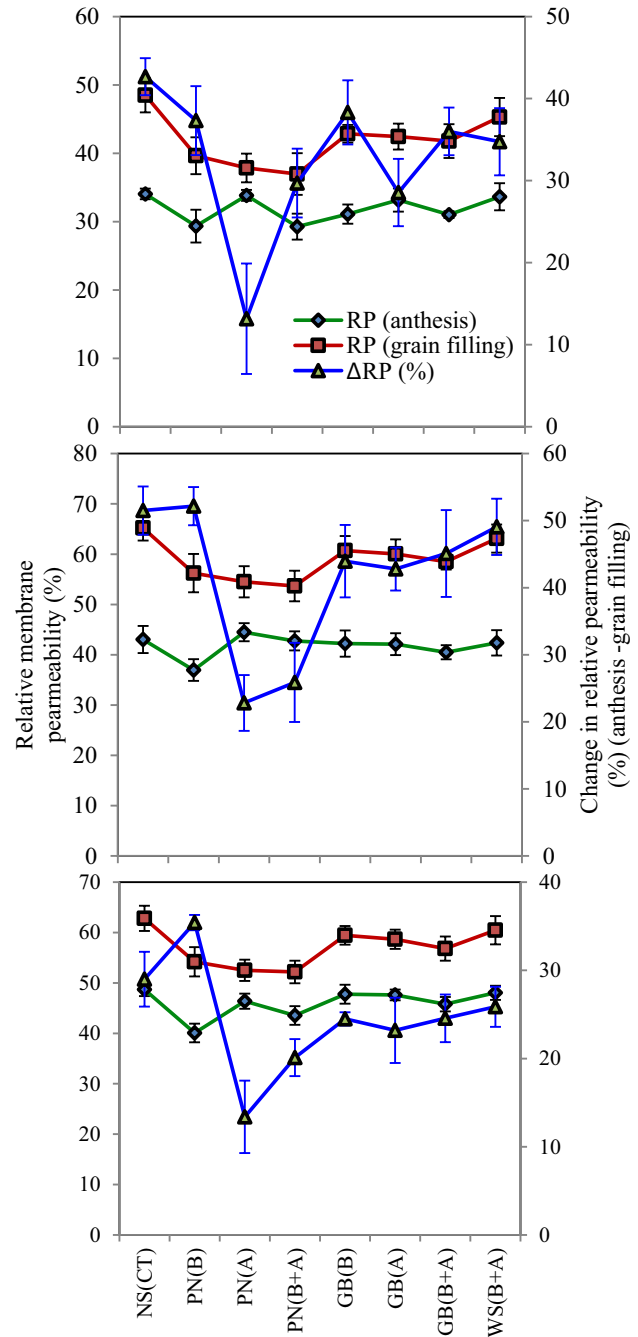 60
50
40
30
20
10
0
50
40
30
20
10
0
RP (anthesis)
RP (grain filling)
ΔRP (%)
80
70
60
50
40
30
20
10
0
60
50
40
30
20
10
0
Relative membrane
pearmeability (%)
Change in relative pearmeability
(%) (anthesis -grain filling)
70
60
50
40
30
20
10
0
40
30
20
10
0
NS(CT)
PN(B)
PN(A)
PN(B+A)
GB(B)
GB(A)
GB(B+A)
WS(B+A)